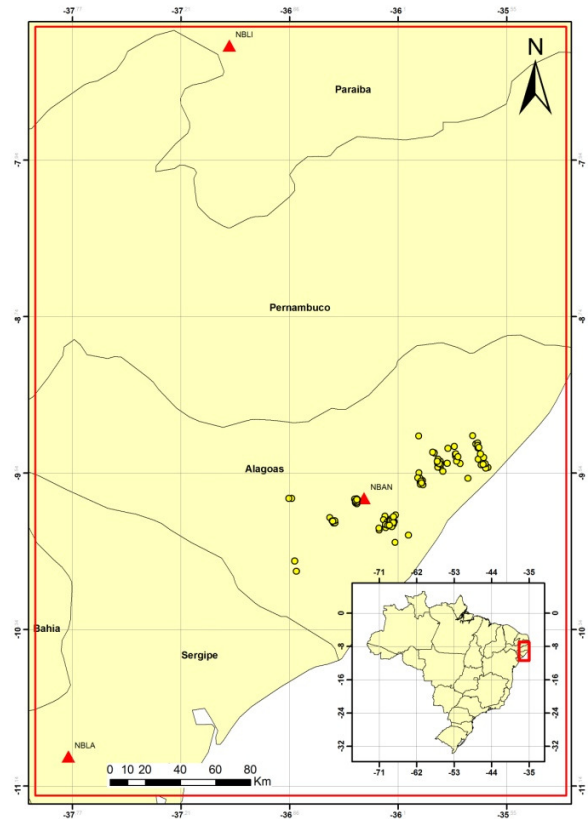 -37 -37 -36 -36 -35
NBLI
N
Paraiba
-7 -7
Pernambuco
-8 -8
Alagoas
NBAN
-9 -9
-71 -62 -53 -44 -35
0 0
-8 -8
-16 -16
-24 -24
-32 -32
-71 -62 -53 -44 -35
Bahia
-10 -10
Sergipe
NBLA
0 10 20 40 60 80
Km
-11 -11
-37 -37 -36 -36 -35